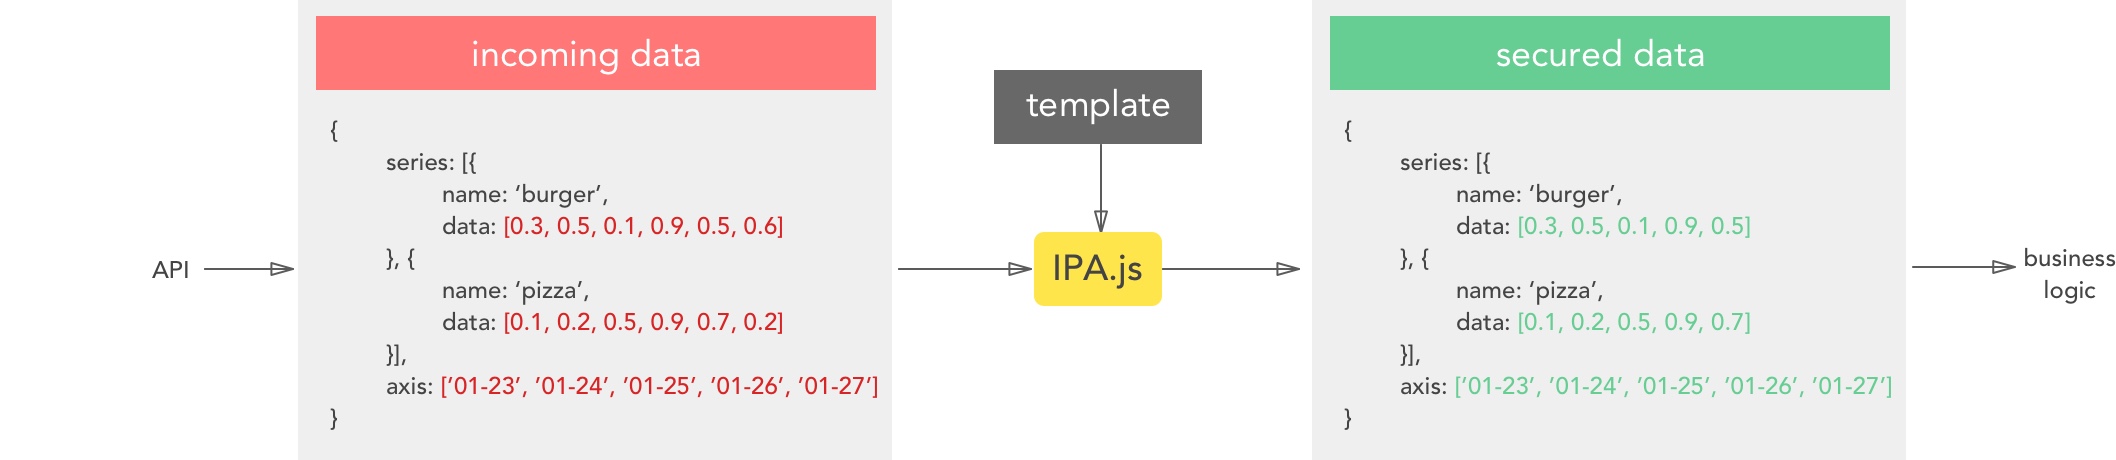 API
incoming data
{
series: [{
name: ‘burger’,
data: [0.3, 0.5, 0.1, 0.9, 0.5, 0.6]
}, {
name: ‘pizza’,
data: [0.1, 0.2, 0.5, 0.9, 0.7, 0.2]
}],
axis: [’01-23’, ’01-24’, ’01-25’, ’01-26’, ’01-27’]
}
template
IPA.js
secured data
{
series: [{
name: ‘burger’,
data: [0.3, 0.5, 0.1, 0.9, 0.5]
}, {
name: ‘pizza’,
data: [0.1, 0.2, 0.5, 0.9, 0.7]
}],
axis: [’01-23’, ’01-24’, ’01-25’, ’01-26’, ’01-27’]
}
business
logic